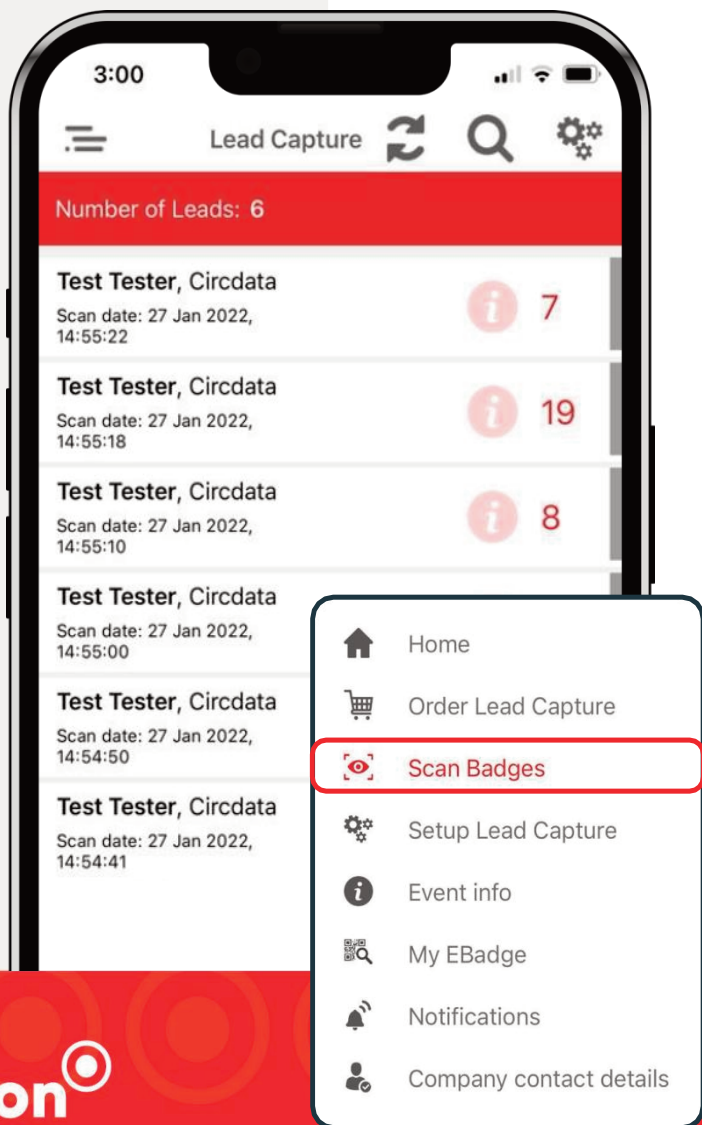 3:00
Lead Capture
Number of Leads: 6
Test Tester, Circdata
Scan date: 27 Jan 2022,
14:55:22
7
Test Tester, Circdata
Scan date: 27 Jan 2022,
14:55:18
19
Test Tester, Circdata
Scan date: 27 Jan 2022,
14:55:10
8
Test Tester, Circdata
Scan date: 27 Jan 2022,
14:55:00
Test Tester, Circdata
Scan date: 27 Jan 2022,
14:54:50
Test Tester, Circdata
Scan date: 27 Jan 2022,
14:54:41
Home
Order Lead Capture
Scan Badges
Setup Lead Capture
Event info
My EBadge
Notifications
Company contact details
on